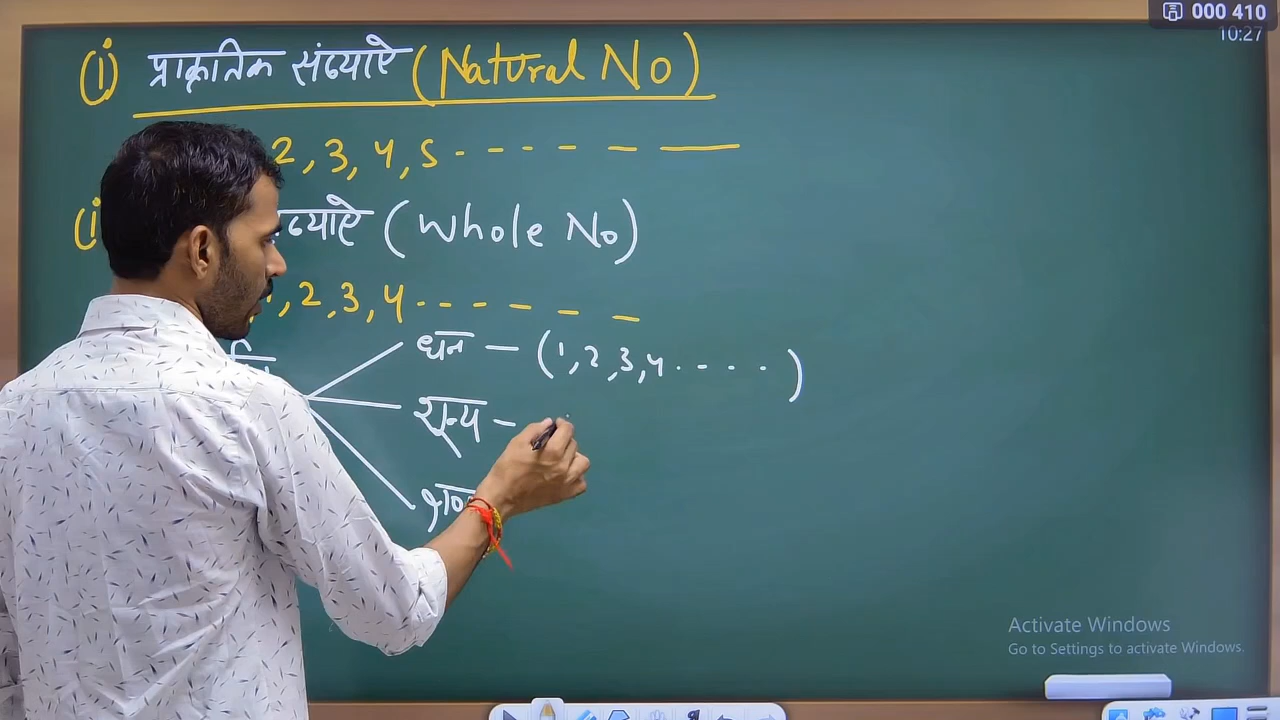 000 410
10:27
(i) प्राकृतिक संख्याऐ (Natural No)
2, 3, 4, 5 - - - - - —
(i
ख्याऐ (Whole No)
1, 2, 3, 4 - - - - - -
धन — (1, 2, 3, 4 . - - - . )
शून्य —
Activate Windows
Go to Settings to activate Windows.